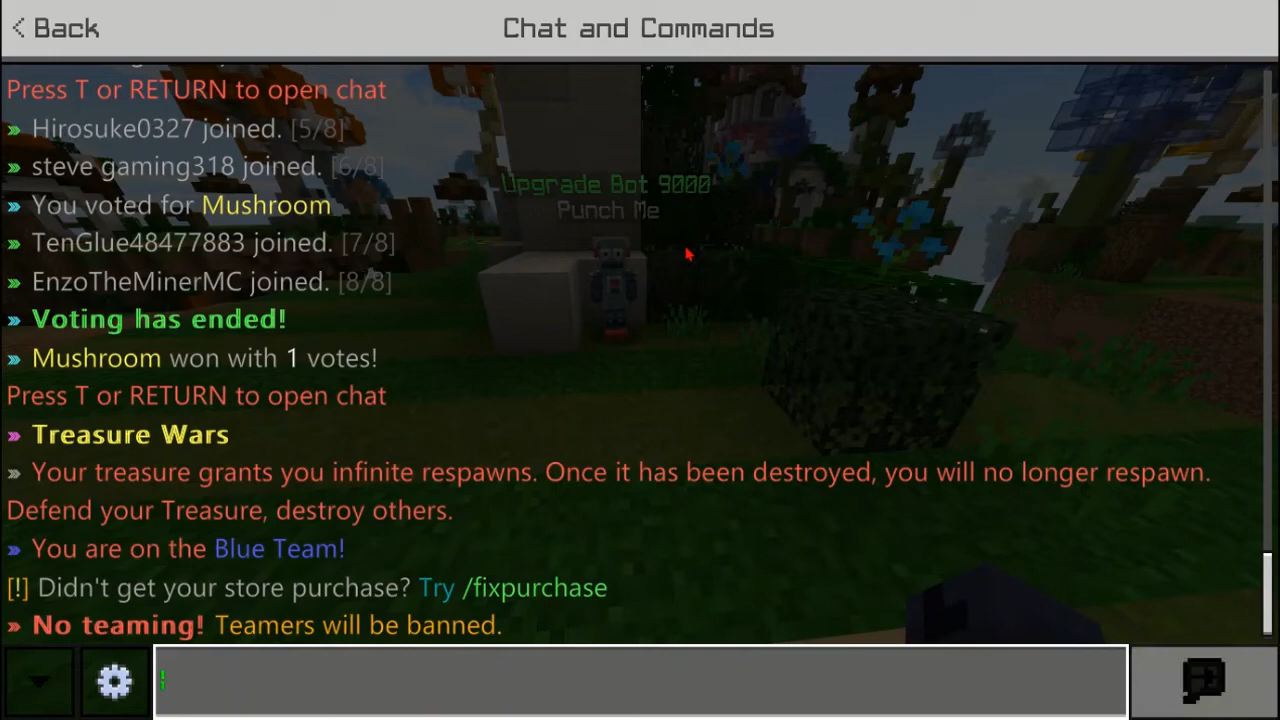 < Back
Chat and Commands
Press T or RETURN to open chat
» Hirosuke0327 joined. [5/8]
» steve gaming318 joined. [6/8]
» You voted for Mushroom
» TenGlue48477883 joined. [7/8]
» EnzoTheMinerMC joined. [8/8]
» Voting has ended!
» Mushroom won with 1 votes!
Press T or RETURN to open chat
» Treasure Wars
» Your treasure grants you infinite respawns. Once it has been destroyed, you will no longer respawn.
Defend your Treasure, destroy others.
» You are on the Blue Team!
[!] Didn't get your store purchase? Try /fixpurchase
» No teaming! Teamers will be banned.
Upgrade Bot 9000
Punch Me